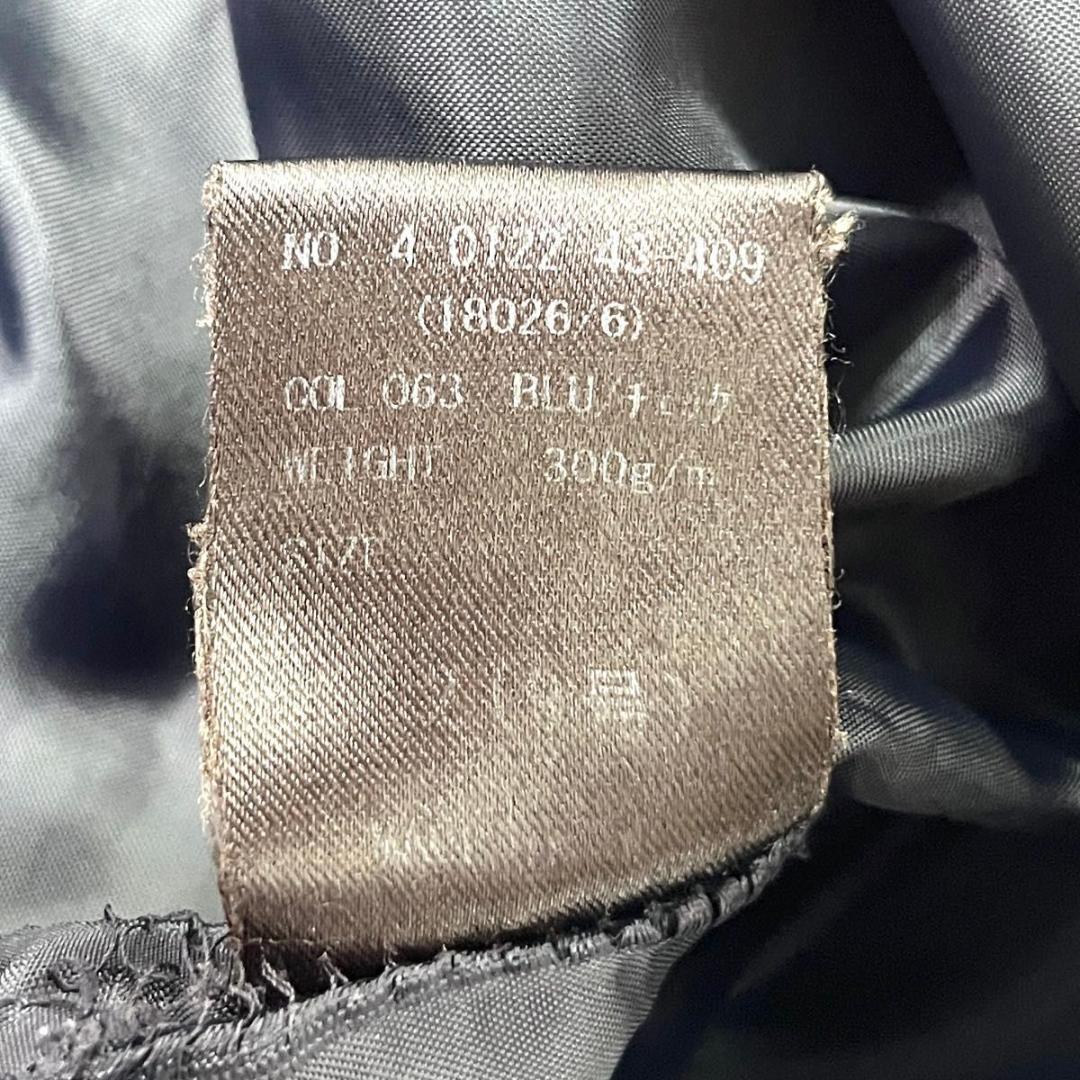 NO 4 0122 43-409
(18026/6)
COL 063 BLU/チェック
WEIGHT 300g/m
SIZE